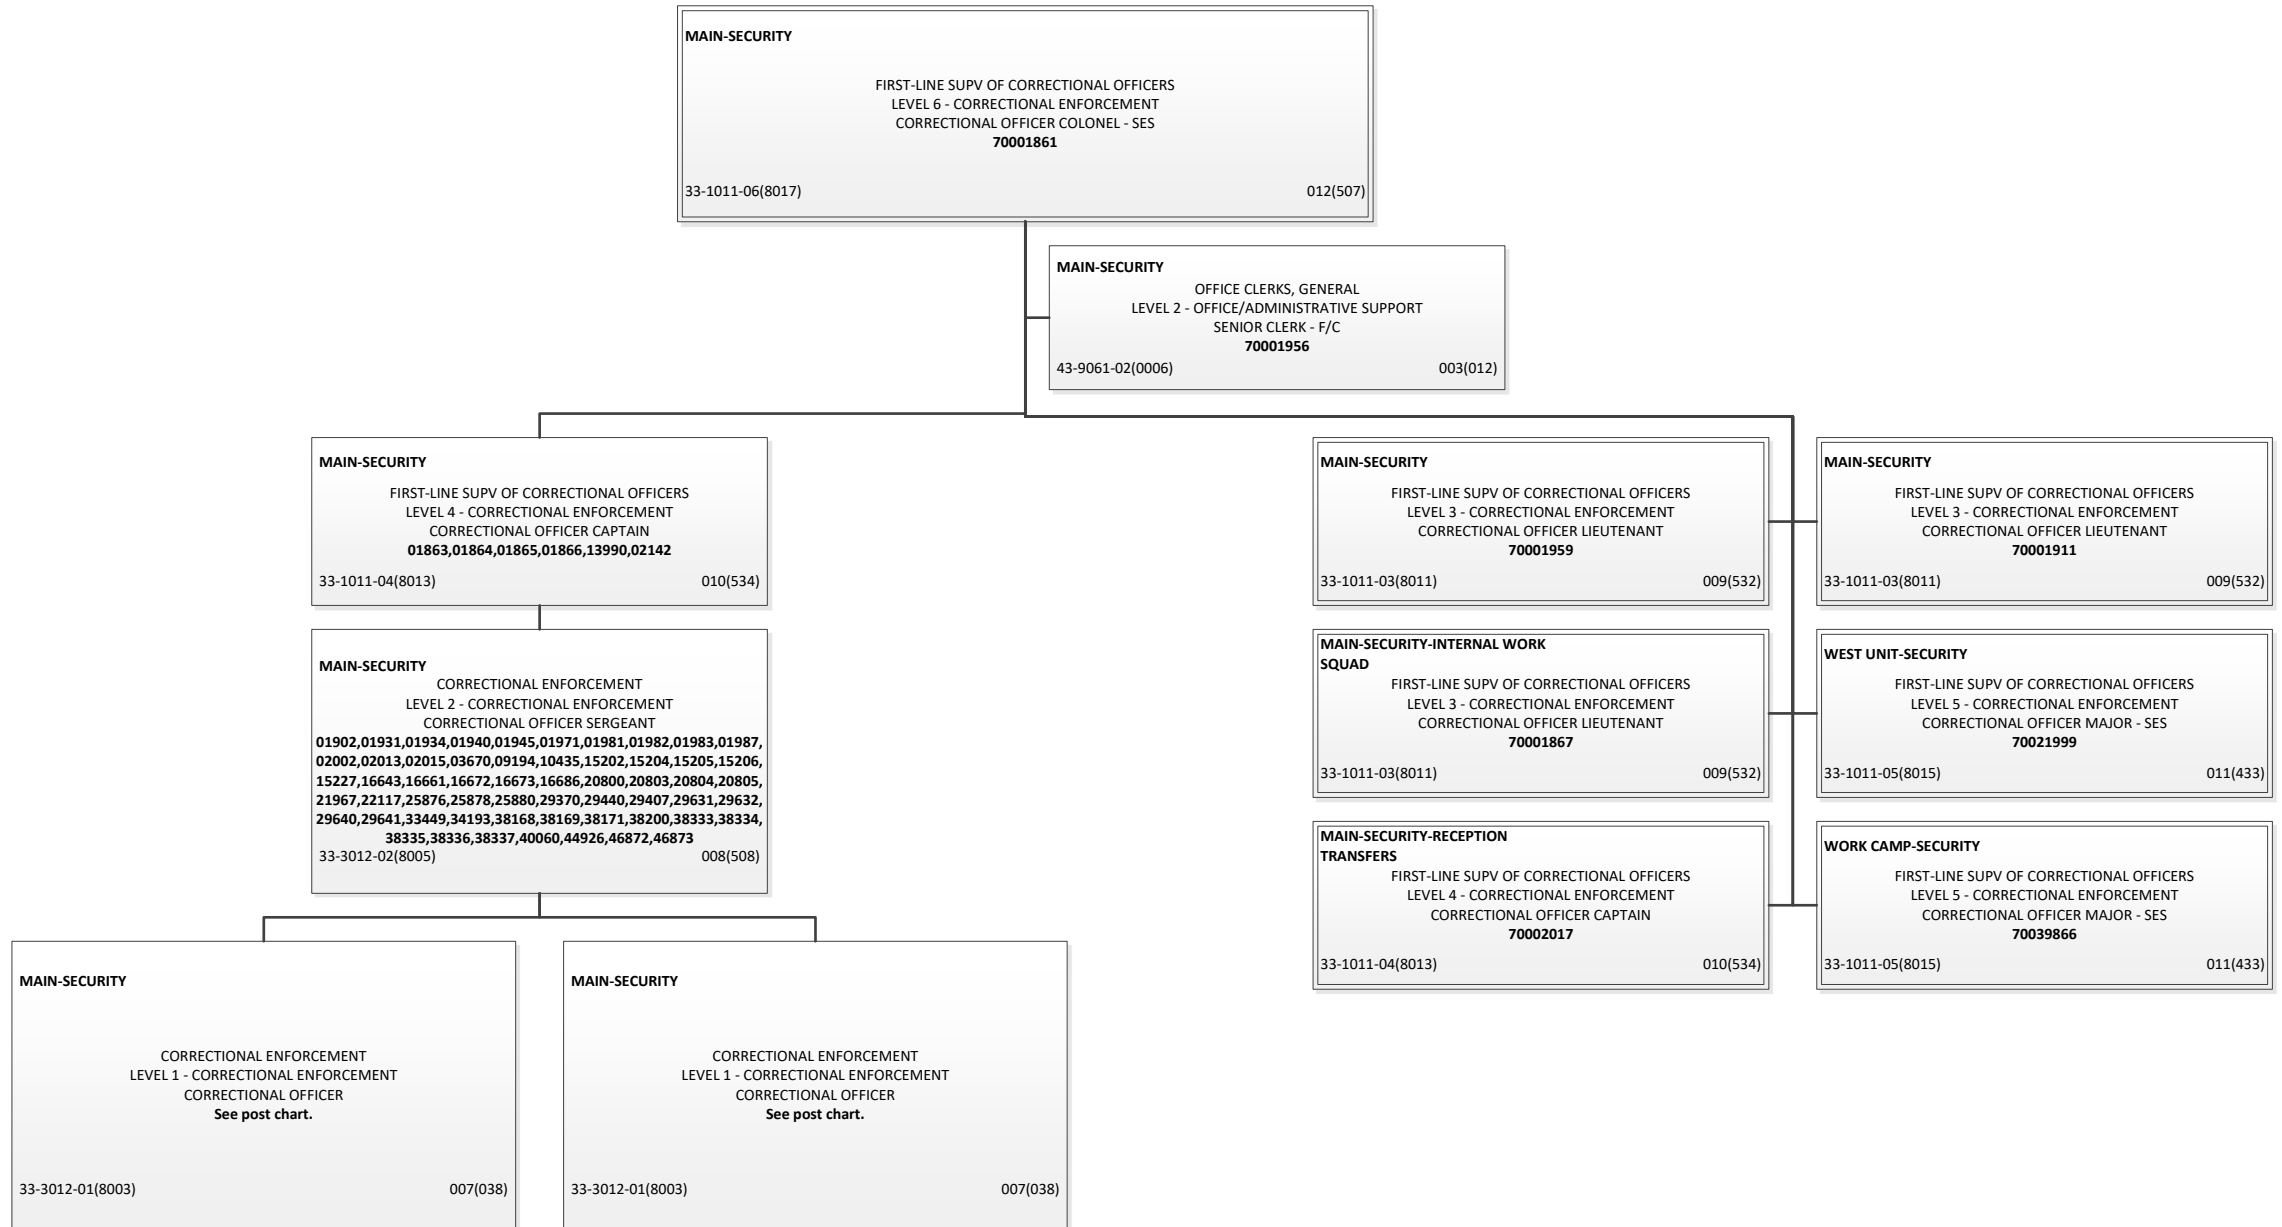 MAIN-SECURITY
FIRST-LINE SUPV OF CORRECTIONAL OFFICERS
LEVEL 6 - CORRECTIONAL ENFORCEMENT
CORRECTIONAL OFFICER COLONEL - SES
70001861
33-1011-06(8017) 012(507)
MAIN-SECURITY
OFFICE CLERKS, GENERAL
LEVEL 2 - OFFICE/ADMINISTRATIVE SUPPORT
SENIOR CLERK - F/C
70001956
43-9061-02(0006) 003(012)
MAIN-SECURITY
FIRST-LINE SUPV OF CORRECTIONAL OFFICERS
LEVEL 4 - CORRECTIONAL ENFORCEMENT
CORRECTIONAL OFFICER CAPTAIN
01863,01864,01865,01866,13990,02142
33-1011-04(8013) 010(534)
MAIN-SECURITY
FIRST-LINE SUPV OF CORRECTIONAL OFFICERS
LEVEL 3 - CORRECTIONAL ENFORCEMENT
CORRECTIONAL OFFICER LIEUTENANT
70001959
33-1011-03(8011) 009(532)
MAIN-SECURITY
FIRST-LINE SUPV OF CORRECTIONAL OFFICERS
LEVEL 3 - CORRECTIONAL ENFORCEMENT
CORRECTIONAL OFFICER LIEUTENANT
70001911
33-1011-03(8011) 009(532)
MAIN-SECURITY
CORRECTIONAL ENFORCEMENT
LEVEL 2 - CORRECTIONAL ENFORCEMENT
CORRECTIONAL OFFICER SERGEANT
01902,01931,01934,01940,01945,01971,01981,01982,01983,01987,
02002,02013,02015,03670,09194,10435,15202,15204,15205,15206,
15227,16643,16661,16672,16673,16686,20800,20803,20804,20805,
21967,22117,25876,25878,25880,29370,29440,29407,29631,29632,
29640,29641,33449,34193,38168,38169,38171,38200,38333,38334,
38335,38336,38337,40060,44926,46872,46873
33-3012-02(8005) 008(508)
MAIN-SECURITY-INTERNAL WORK
SQUAD
FIRST-LINE SUPV OF CORRECTIONAL OFFICERS
LEVEL 3 - CORRECTIONAL ENFORCEMENT
CORRECTIONAL OFFICER LIEUTENANT
70001867
33-1011-03(8011) 009(532)
WEST UNIT-SECURITY
FIRST-LINE SUPV OF CORRECTIONAL OFFICERS
LEVEL 5 - CORRECTIONAL ENFORCEMENT
CORRECTIONAL OFFICER MAJOR - SES
70021999
33-1011-05(8015) 011(433)
MAIN-SECURITY-RECEPTION
TRANSFERS
FIRST-LINE SUPV OF CORRECTIONAL OFFICERS
LEVEL 4 - CORRECTIONAL ENFORCEMENT
CORRECTIONAL OFFICER CAPTAIN
70002017
33-1011-04(8013) 010(534)
WORK CAMP-SECURITY
FIRST-LINE SUPV OF CORRECTIONAL OFFICERS
LEVEL 5 - CORRECTIONAL ENFORCEMENT
CORRECTIONAL OFFICER MAJOR - SES
70039866
33-1011-05(8015) 011(433)
MAIN-SECURITY
CORRECTIONAL ENFORCEMENT
LEVEL 1 - CORRECTIONAL ENFORCEMENT
CORRECTIONAL OFFICER
See post chart.
33-3012-01(8003) 007(038)
MAIN-SECURITY
CORRECTIONAL ENFORCEMENT
LEVEL 1 - CORRECTIONAL ENFORCEMENT
CORRECTIONAL OFFICER
See post chart.
33-3012-01(8003) 007(038)